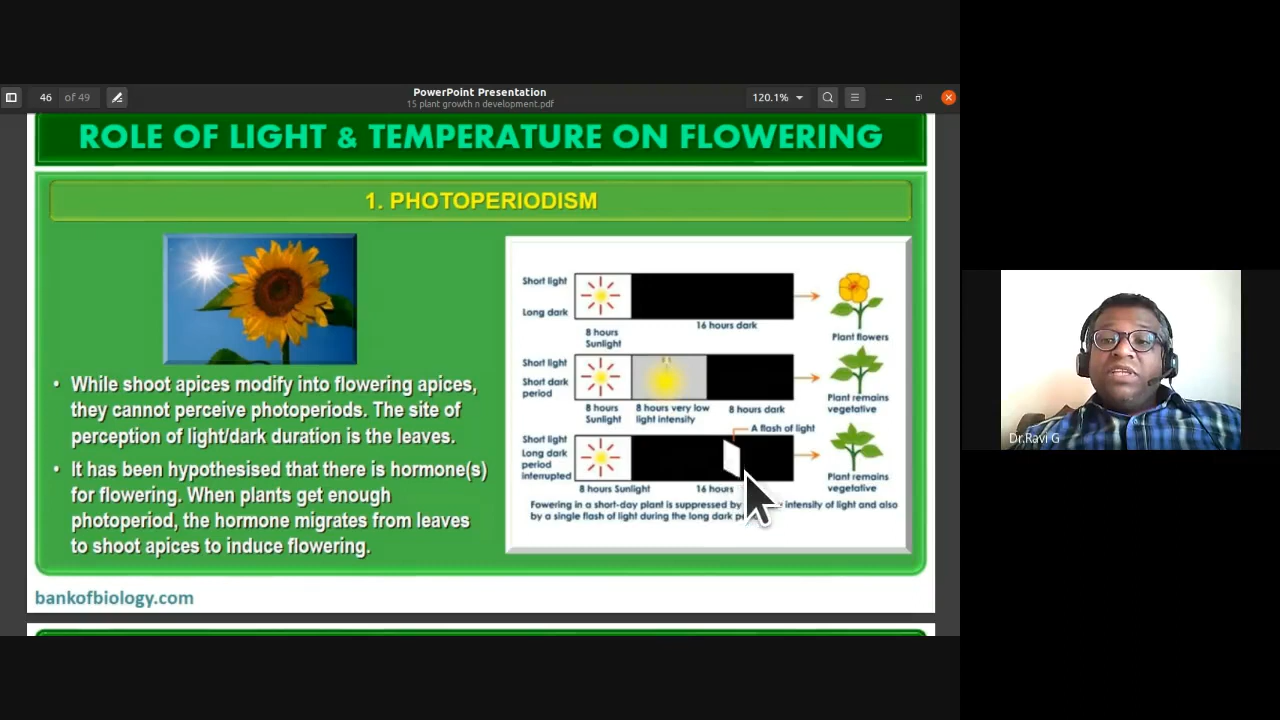 PowerPoint Presentation
46 of 49
15 plant growth n development.pdf
120.1%
ROLE OF LIGHT & TEMPERATURE ON FLOWERING
1. PHOTOPERIODISM
• While shoot apices modify into flowering apices,
they cannot perceive photoperiods. The site of
perception of light/dark duration is the leaves.
• It has been hypothesised that there is hormone(s)
for flowering. When plants get enough
photoperiod, the hormone migrates from leaves
to shoot apices to induce flowering.
Short light
Long dark
8 hours
Sunlight
16 hours dark
Plant flowers
Short light
Short dark
period
8 hours
Sunlight
8 hours very low
light intensity
8 hours dark
Plant remains
vegetative
A flash of light
Short light
Long dark
period
interrupted
8 hours Sunlight
16 hours
Plant remains
vegetative
Fowering in a short-day plant is suppressed by intensity of light and also
by a single flash of light during the long dark
bankofbiology.com
Dr.Ravi G